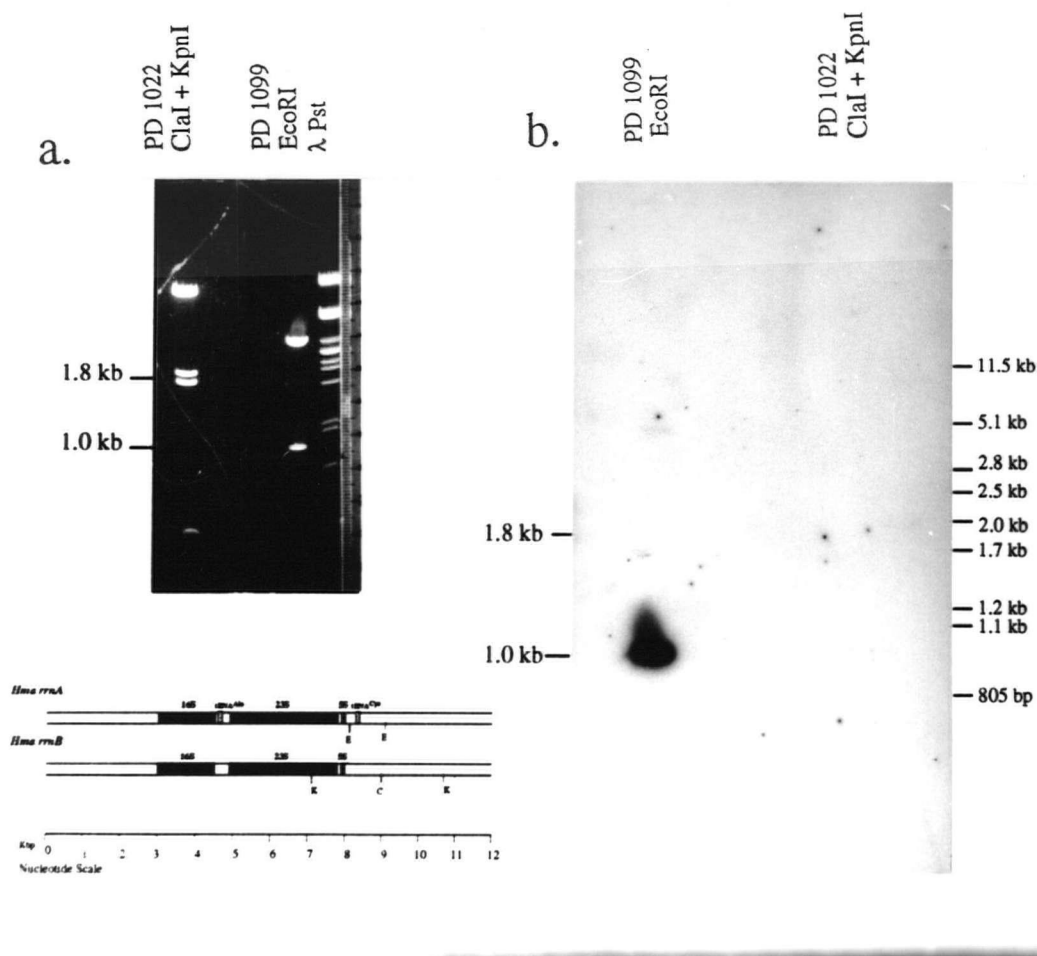 a.
PD 1022
ClaI + KpnI
PD 1099
EcoRI
λ Pst
1.8 kb
1.0 kb
b.
PD 1099
EcoRI
PD 1022
ClaI + KpnI
11.5 kb
5.1 kb
2.8 kb
2.5 kb
2.0 kb
1.7 kb
1.2 kb
1.1 kb
805 bp
1.8 kb
1.0 kb
Hma rrnA
16S 23S 5S
E E
Hma rrnB
16S 23S 5S
K C K
Kbp 0 1 2 3 4 5 6 7 8 9 10 11 12
Nucleotide Scale